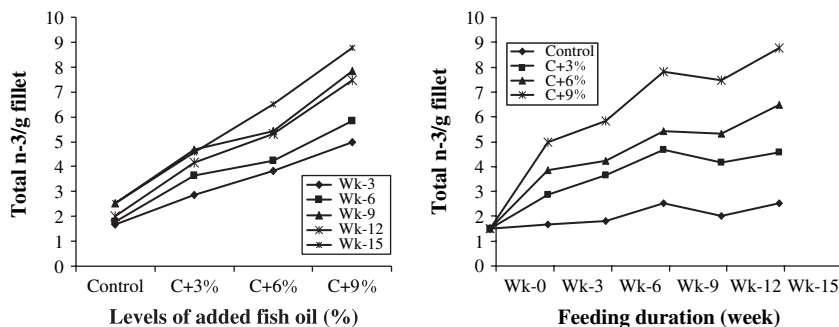 Total n-3/g fillet
10
9
8
7
6
5
4
3
2
1
0
Wk-3
Wk-6
Wk-9
Wk-12
Wk-15
Control C+3% C+6% C+9%
Levels of added fish oil (%)
Total n-3/g fillet
10
9
8
7
6
5
4
3
2
1
0
Control
C+3%
C+6%
C+9%
Wk-0 Wk-3 Wk-6 Wk-9 Wk-12 Wk-15
Feeding duration (week)